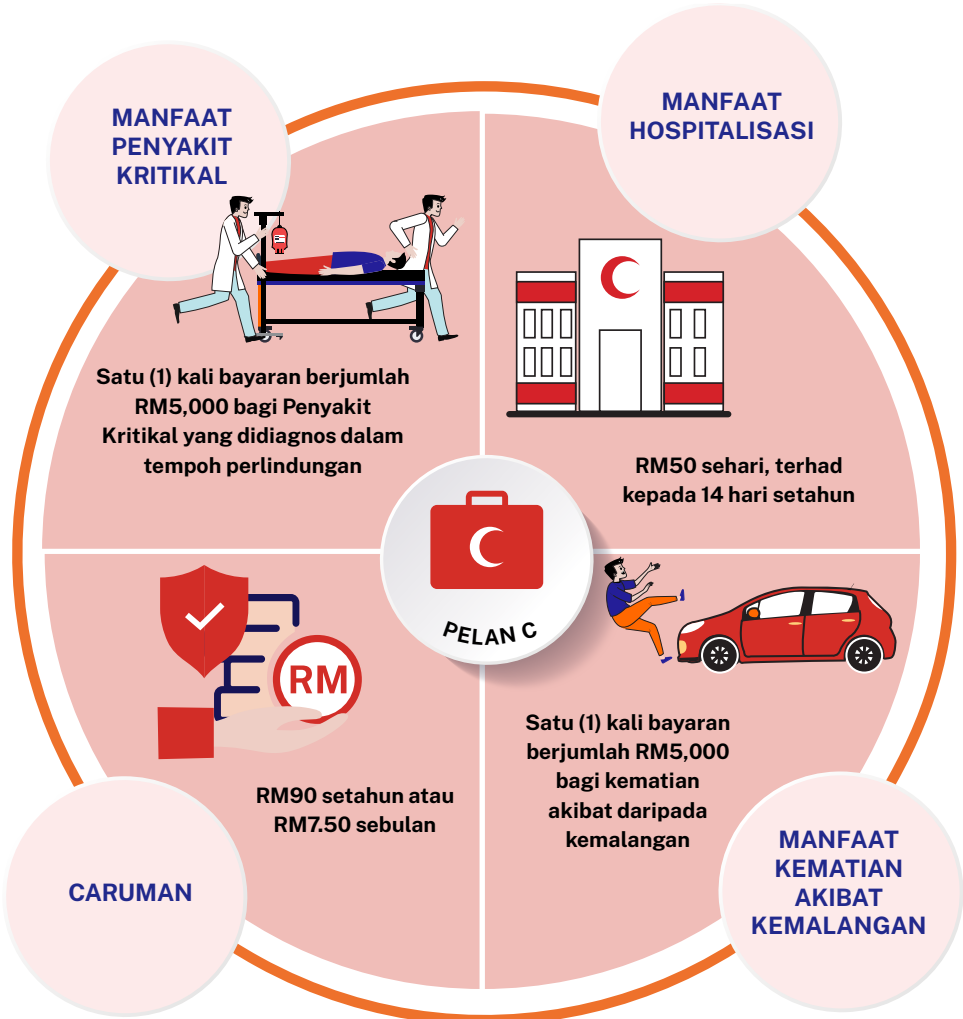 MANFAAT
PENYAKIT
KRITIKAL
Satu (1) kali bayaran berjumlah
RM5,000 bagi Penyakit
Kritikal yang didiagnos dalam
tempoh perlindungan
MANFAAT
HOSPITALISASI
RM50 sehari, terhad
kepada 14 hari setahun
PELAN C
RM
RM90 setahun atau
RM7.50 sebulan
CARUMAN
Satu (1) kali bayaran
berjumlah RM5,000
bagi kematian
akibat daripada
kemalangan
MANFAAT
KEMATIAN
AKIBAT
KEMALANGAN